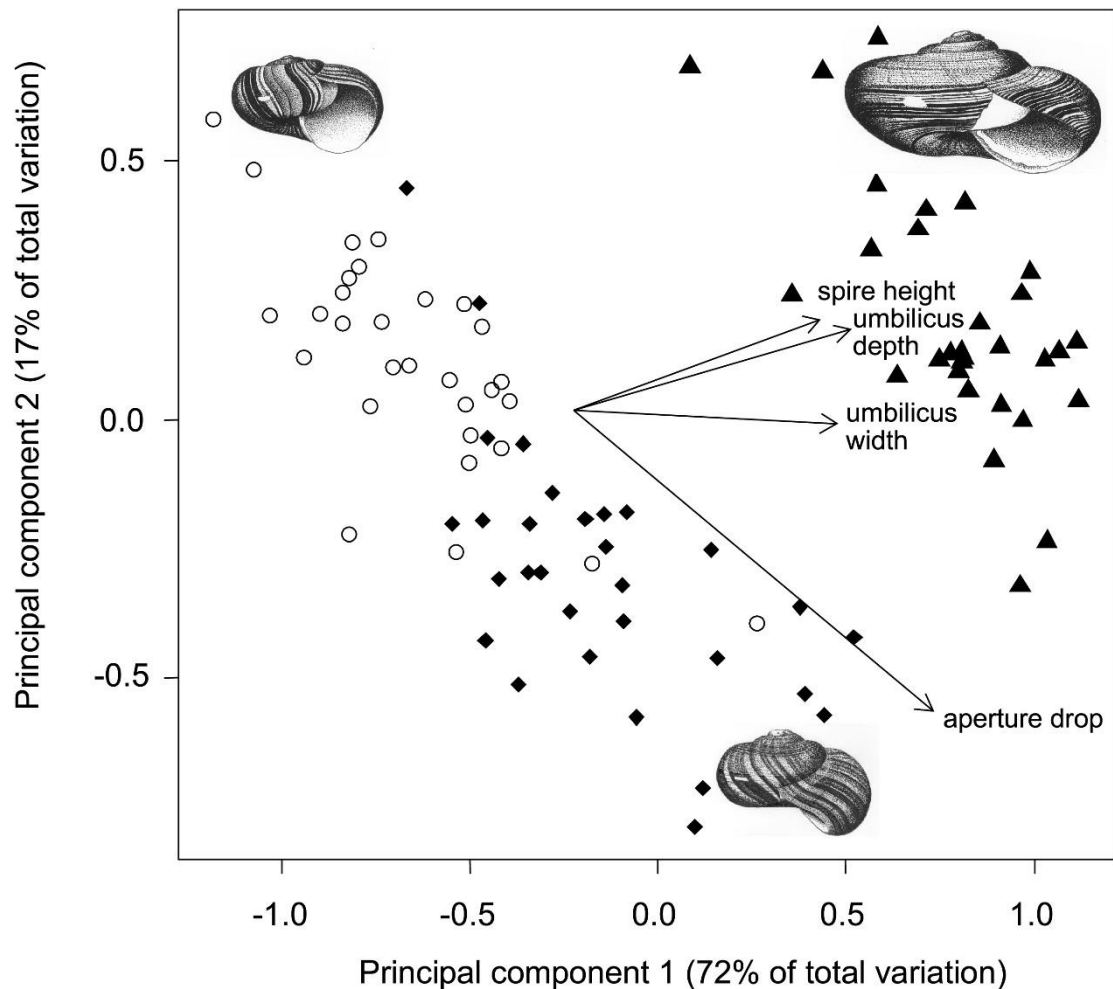 Principal component 2 (17% of total variation)
0.5
0.0
-0.5
spire height
umbilicus
depth
umbilicus
width
aperture drop
-1.0 -0.5 0.0 0.5 1.0
Principal component 1 (72% of total variation)